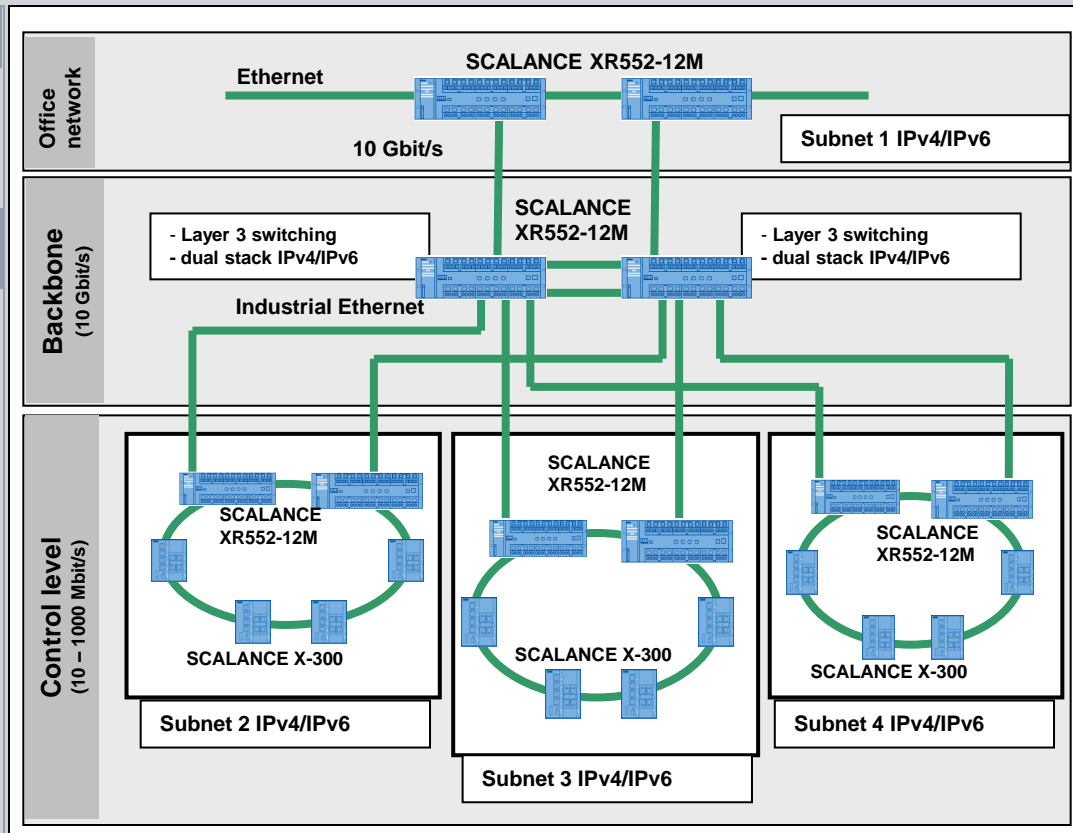 Office
network
SCALANCE XR552-12M
Ethernet
10 Gbit/s
Subnet 1 IPv4/IPv6
Backbone
(10 Gbit/s)
- Layer 3 switching
- dual stack IPv4/IPv6
SCALANCE
XR552-12M
- Layer 3 switching
- dual stack IPv4/IPv6
Industrial Ethernet
Control level
(10 – 1000 Mbit/s)
SCALANCE
XR552-12M
SCALANCE X-300
Subnet 2 IPv4/IPv6
SCALANCE
XR552-12M
SCALANCE X-300
Subnet 3 IPv4/IPv6
SCALANCE
XR552-12M
SCALANCE X-300
Subnet 4 IPv4/IPv6